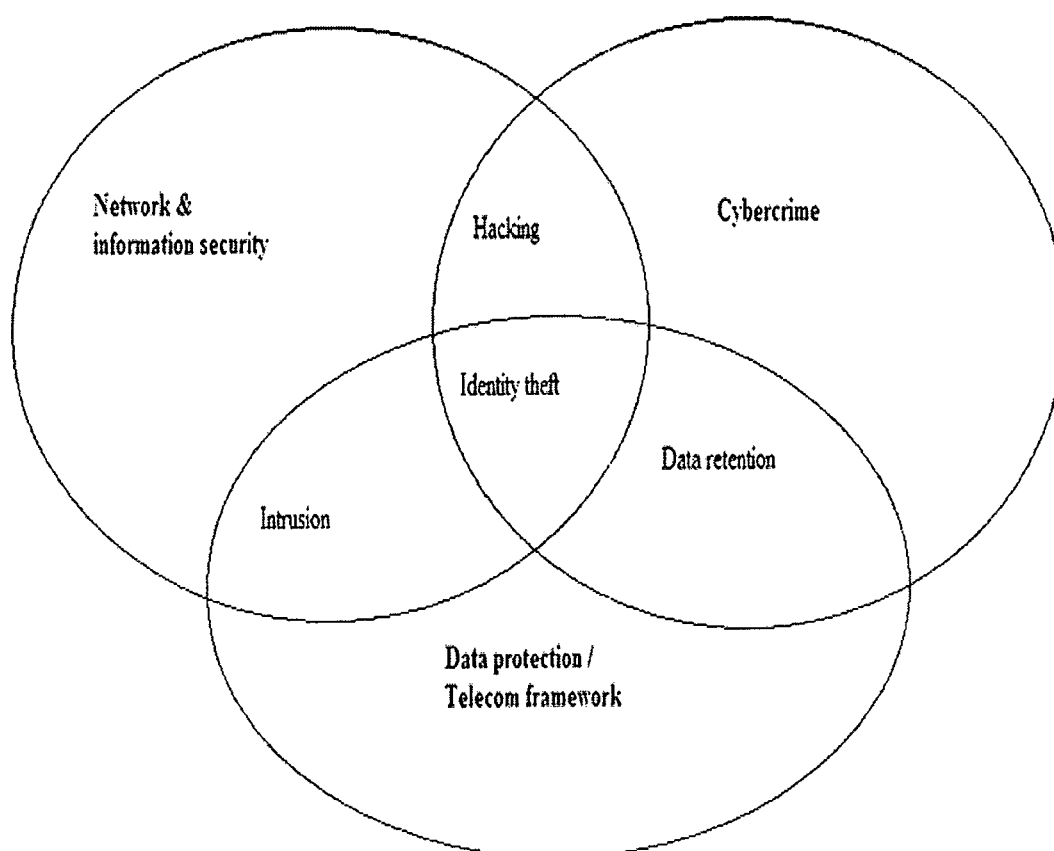 Network &
information security
Hacking
Cybercrime
Identity theft
Data retention
Intrusion
Data protection /
Telecom framework